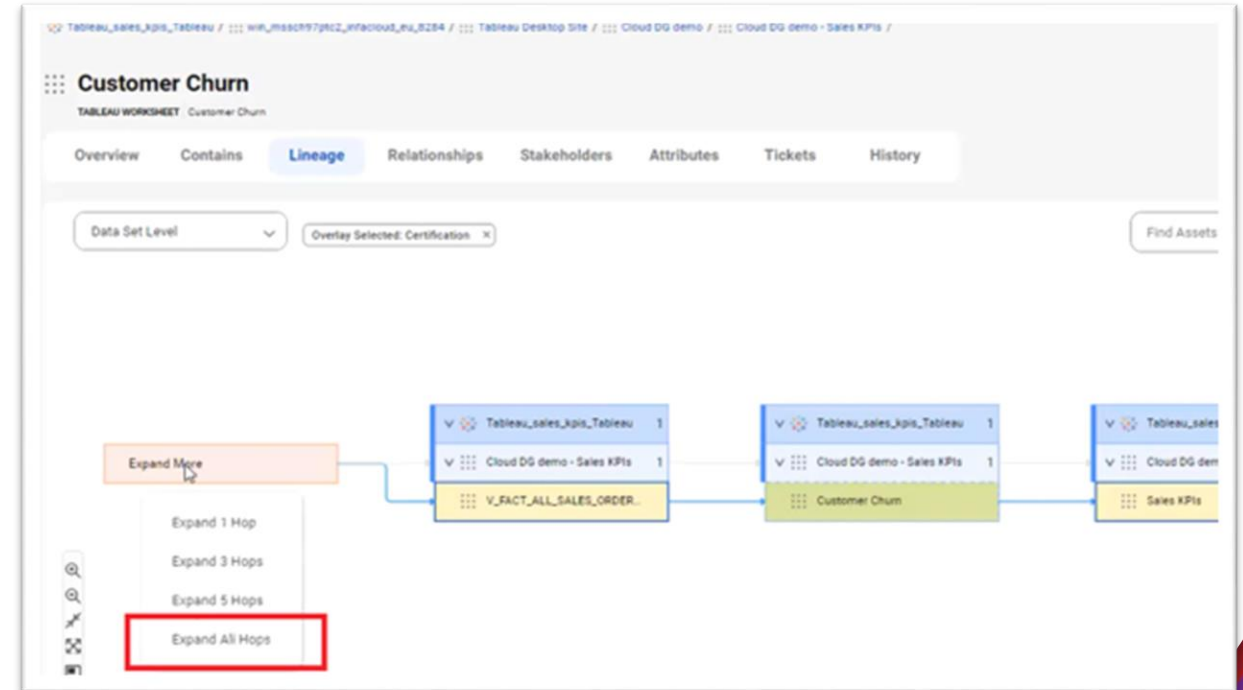 Tableau_sales_kpis_Tableau / win_mssch97ptc2_infacloud_eu_8284 / Tableau Desktop Site / Cloud DG demo / Cloud DG demo - Sales KPIs /
Customer Churn
TABLEAU WORKSHEET Customer Churn
Overview Contains Lineage Relationships Stakeholders Attributes Tickets History
Data Set Level Overlay Selected: Certification × Find Assets
Tableau_sales_kpis_Tableau 1 Tableau_sales_kpis_Tableau 1 Tableau_sales
Expand More Cloud DG demo - Sales KPIs 1 Cloud DG demo - Sales KPIs 1 Cloud DG dem
V_FACT_ALL_SALES_ORDER... Customer Churn Sales KPIs
Expand 1 Hop
Expand 3 Hops
Expand 5 Hops
Expand All Hops